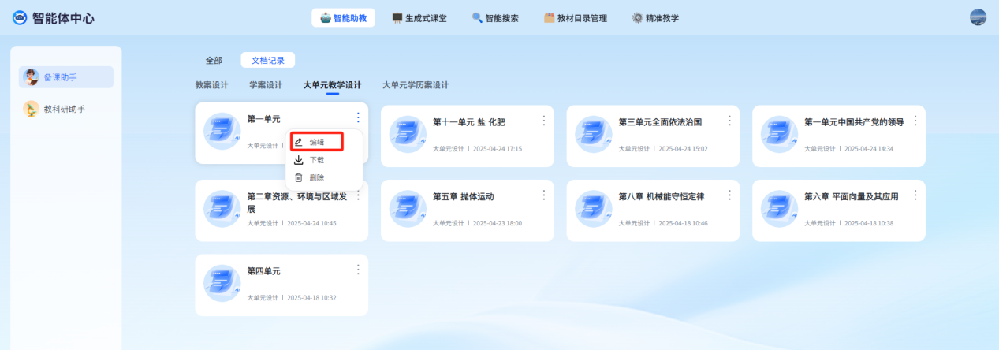 智能体中心
智能助教
生成式课堂
智能搜索
教材目录管理
精准教学
备课助手
教科研助手
全部
文档记录
教案设计
学案设计
大单元教学设计
大单元学历案设计
第一单元
大单元设计
编辑
下载
删除
第十一单元 盐 化肥
大单元设计 | 2025-04-24 17:15
第三单元全面依法治国
大单元设计 | 2025-04-24 15:02
第一单元中国共产党的领导
大单元设计 | 2025-04-24 14:34
第二章资源、环境与区域发
展
大单元设计 | 2025-04-24 10:45
第五章 抛体运动
大单元设计 | 2025-04-23 18:00
第八章 机械能守恒定律
大单元设计 | 2025-04-18 10:46
第六章 平面向量及其应用
大单元设计 | 2025-04-18 10:38
第四单元
大单元设计 | 2025-04-18 10:32